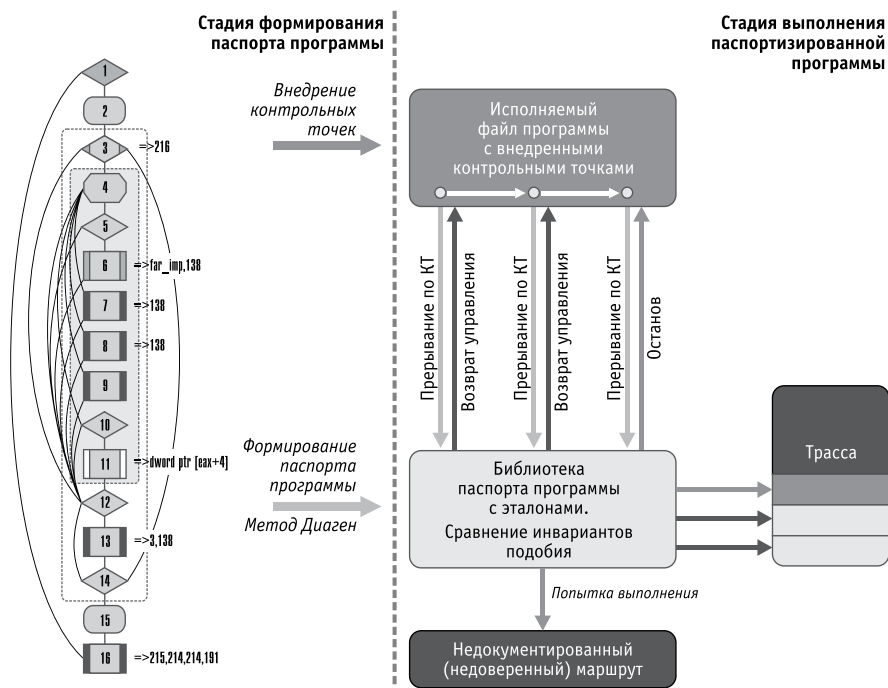 Стадия формирования
паспорта программы
Стадия выполнения
паспортизированной
программы
1
2
3
=>216
4
5
6
=>far_imp,138
7
=>138
8
=>138
9
10
11
=>dword ptr [eax+4]
12
13
=>3,138
14
15
16
=>215,214,214,191
Внедрение
контрольных
точек
Формирование
паспорта
программы
Метод Диаген
Исполняемый
файл программы
с внедренными
контрольными точками
Прерывание по КТ
Возврат управления
Прерывание по КТ
Возврат управления
Прерывание по КТ
Останов
Библиотека
паспорта программы
с эталонами.
Сравнение инвариантов
подобия
Трасса
Попытка выполнения
Недокументированный
(недоверенный) маршрут